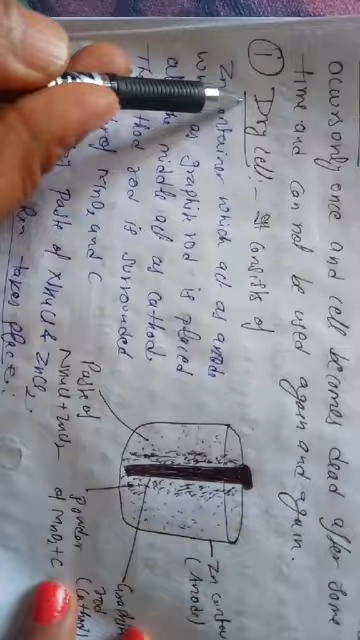 occurs only once and cell becomes dead after some
time and can not be used again and again.
① Dry cell :- It consists of
Zn container which act as anode
as graphite rod is placed
middle act as cathode
rod is surrounded
of MnO2 and C
paste of NH4Cl & ZnCl2
takes place.
Paste of
NH4Cl + ZnCl2
powder
of MnO2 + C
Graphite
rod
(Cathode)
Zn container
(Anode)